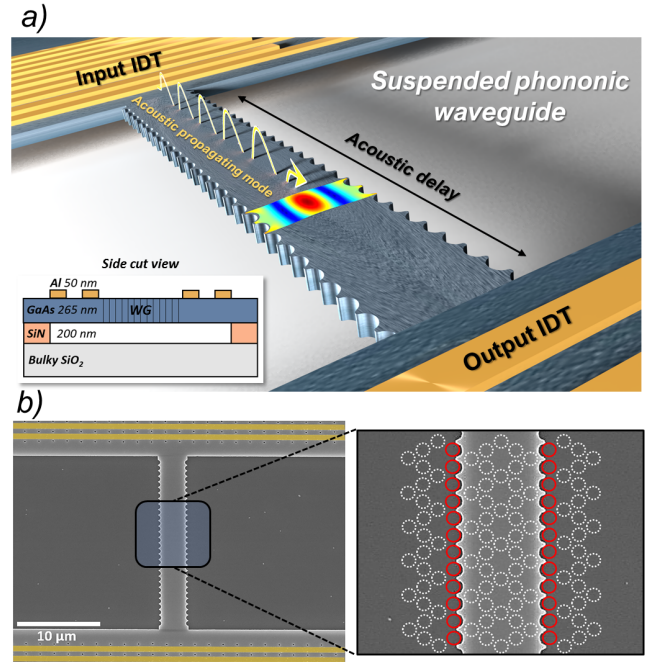 a)
Input IDT
Suspended phononic
waveguide
Acoustic propagating mode
Acoustic delay
Side cut view
Al 50 nm
GaAs 265 nm WG
SiN 200 nm
Bulky SiO₂
Output IDT
b)
10 μm